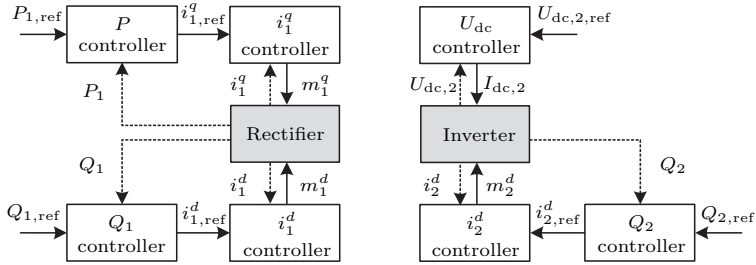 P_{1,ref}
P
controller
i^q_{1,ref}
i^q_1
controller
U_{dc}
controller
U_{dc,2,ref}
P_1
i^q_1
m^q_1
U_{dc,2}
I_{dc,2}
Rectifier
Inverter
Q_1
i^d_1
m^d_1
i^d_2
m^d_2
Q_2
Q_{1,ref}
Q_1
controller
i^d_{1,ref}
i^d_1
controller
i^d_2
controller
i^d_{2,ref}
Q_2
controller
Q_{2,ref}